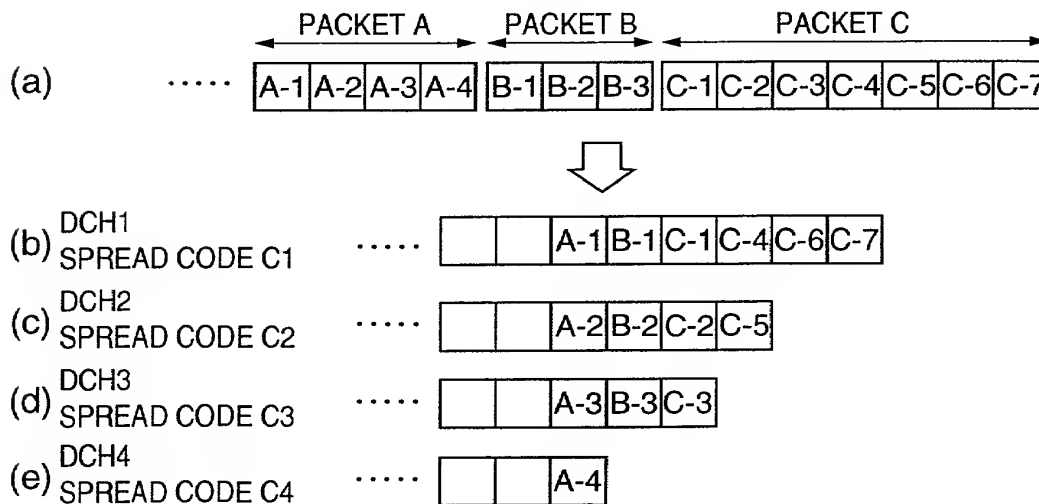 PACKET A PACKET B PACKET C
(a) ..... A-1 A-2 A-3 A-4 B-1 B-2 B-3 C-1 C-2 C-3 C-4 C-5 C-6 C-7
(b) DCH1
SPREAD CODE C1 ..... A-1 B-1 C-1 C-4 C-6 C-7
(c) DCH2
SPREAD CODE C2 ..... A-2 B-2 C-2 C-5
(d) DCH3
SPREAD CODE C3 ..... A-3 B-3 C-3
(e) DCH4
SPREAD CODE C4 ..... A-4